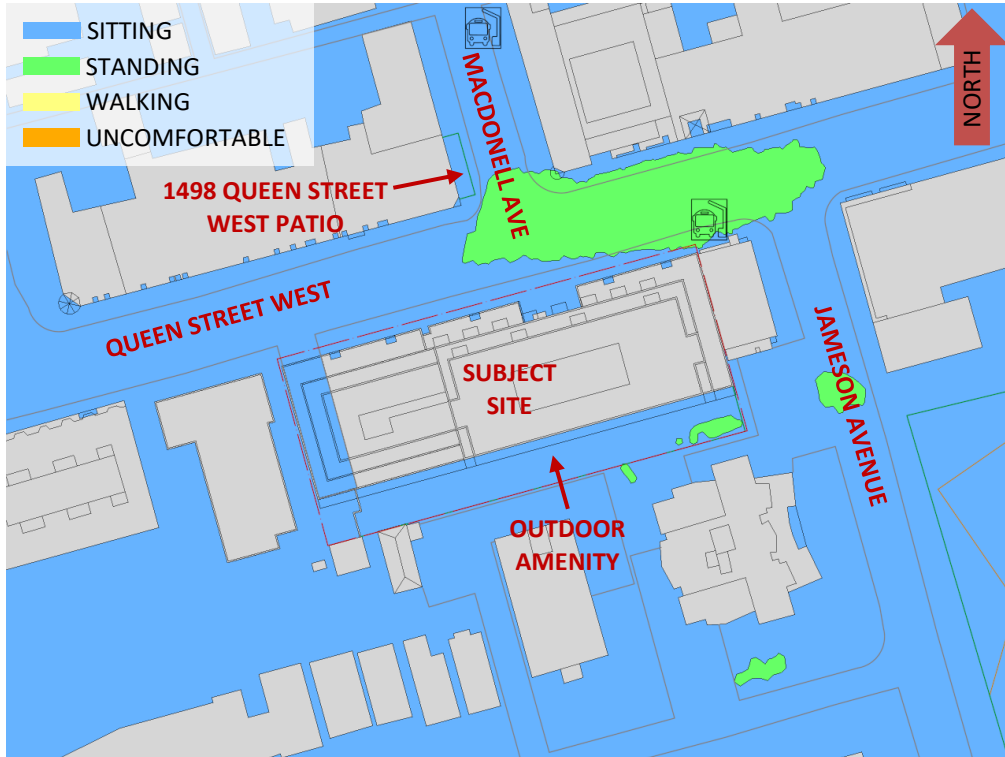 SITTING
STANDING
WALKING
UNCOMFORTABLE
NORTH
MACDONELL AVE
1498 QUEEN STREET
WEST PATIO
QUEEN STREET WEST
JAMESON AVENUE
SUBJECT
SITE
OUTDOOR
AMENITY